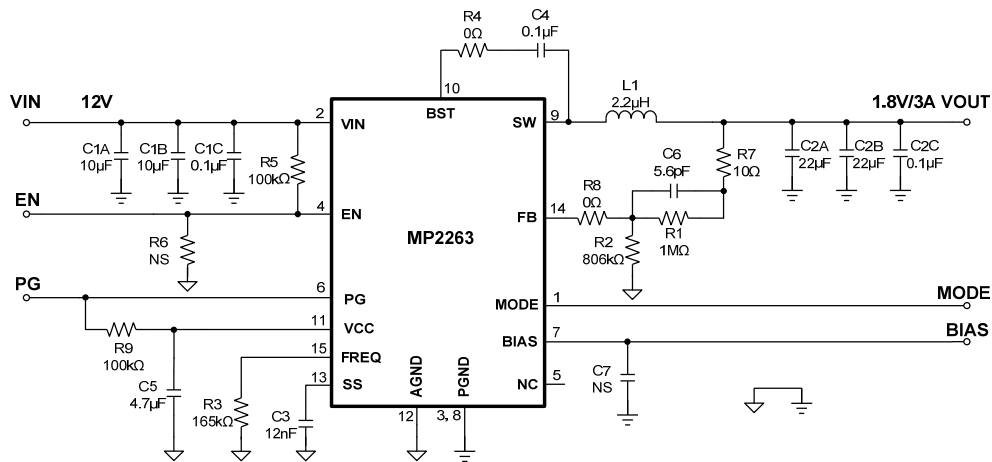 R4
0Ω
C4
0.1µF
10
BST
VIN
12V
2
VIN
C1A
10µF
C1B
10µF
C1C
0.1µF
R5
100kΩ
SW
9
L1
2.2µH
1.8V/3A VOUT
C6
5.6pF
R7
10Ω
C2A
22µF
C2B
22µF
C2C
0.1µF
EN
4
EN
R6
NS
MP2263
FB
14
R8
0Ω
R2
806kΩ
R1
1MΩ
PG
6
PG
MODE
1
MODE
11
VCC
BIAS
7
BIAS
R9
100kΩ
15
FREQ
C5
4.7µF
R3
165kΩ
13
SS
C3
12nF
AGND
PGND
NC
5
C7
NS
12
3, 8